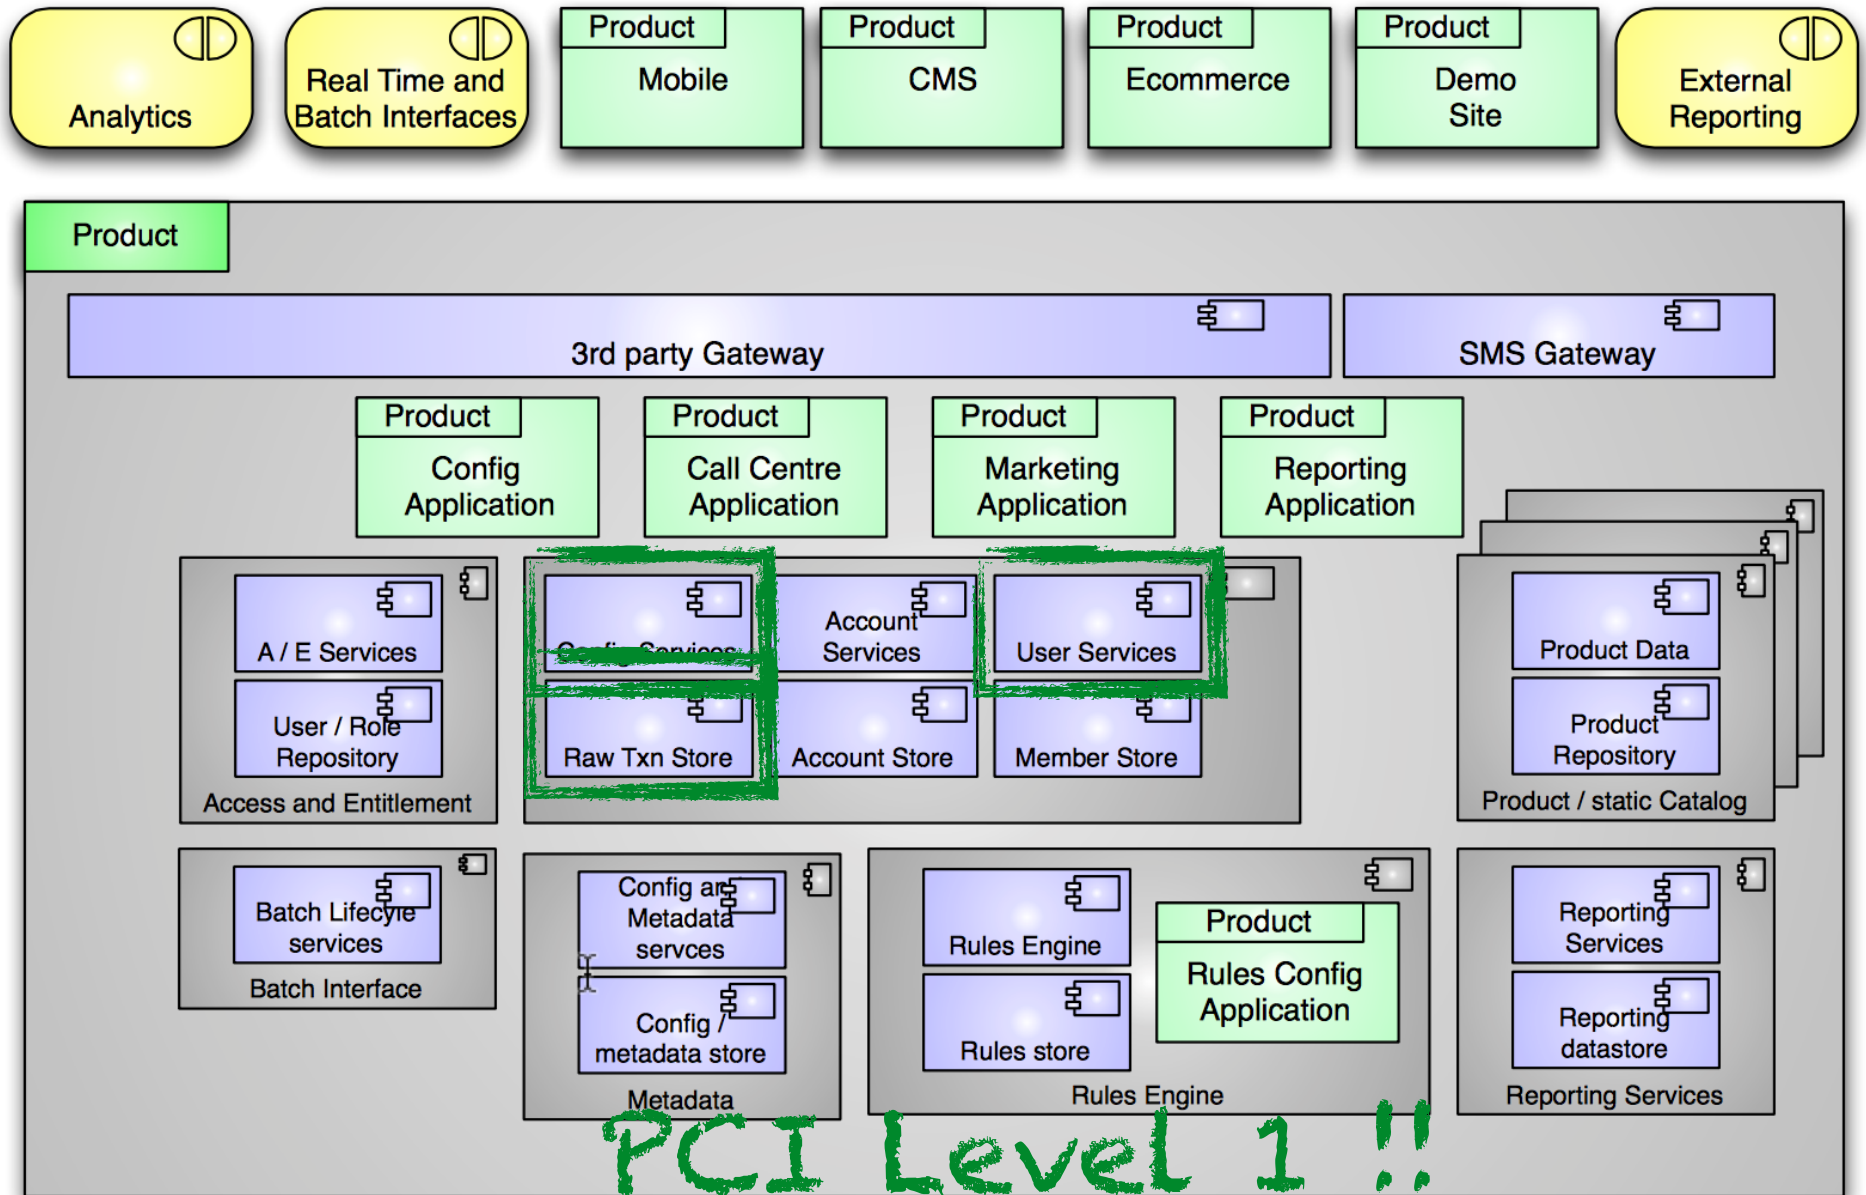 Analytics
Real Time and
Batch Interfaces
Product
Mobile
Product
CMS
Product
Ecommerce
Product
Demo
Site
External
Reporting
Product
3rd party Gateway
SMS Gateway
Product
Config
Application
Product
Call Centre
Application
Product
Marketing
Application
Product
Reporting
Application
A / E Services
User / Role
Repository
Access and Entitlement
Config Services
Account
Services
User Services
Raw Txn Store
Account Store
Member Store
Product Data
Product
Repository
Product / static Catalog
Batch Lifecyle
services
Batch Interface
Config and
Metadata
servces
Config /
metadata store
Metadata
Rules Engine
Rules store
Product
Rules Config
Application
Rules Engine
Reporting
Services
Reporting
datastore
Reporting Services
PCI Level 1 !!